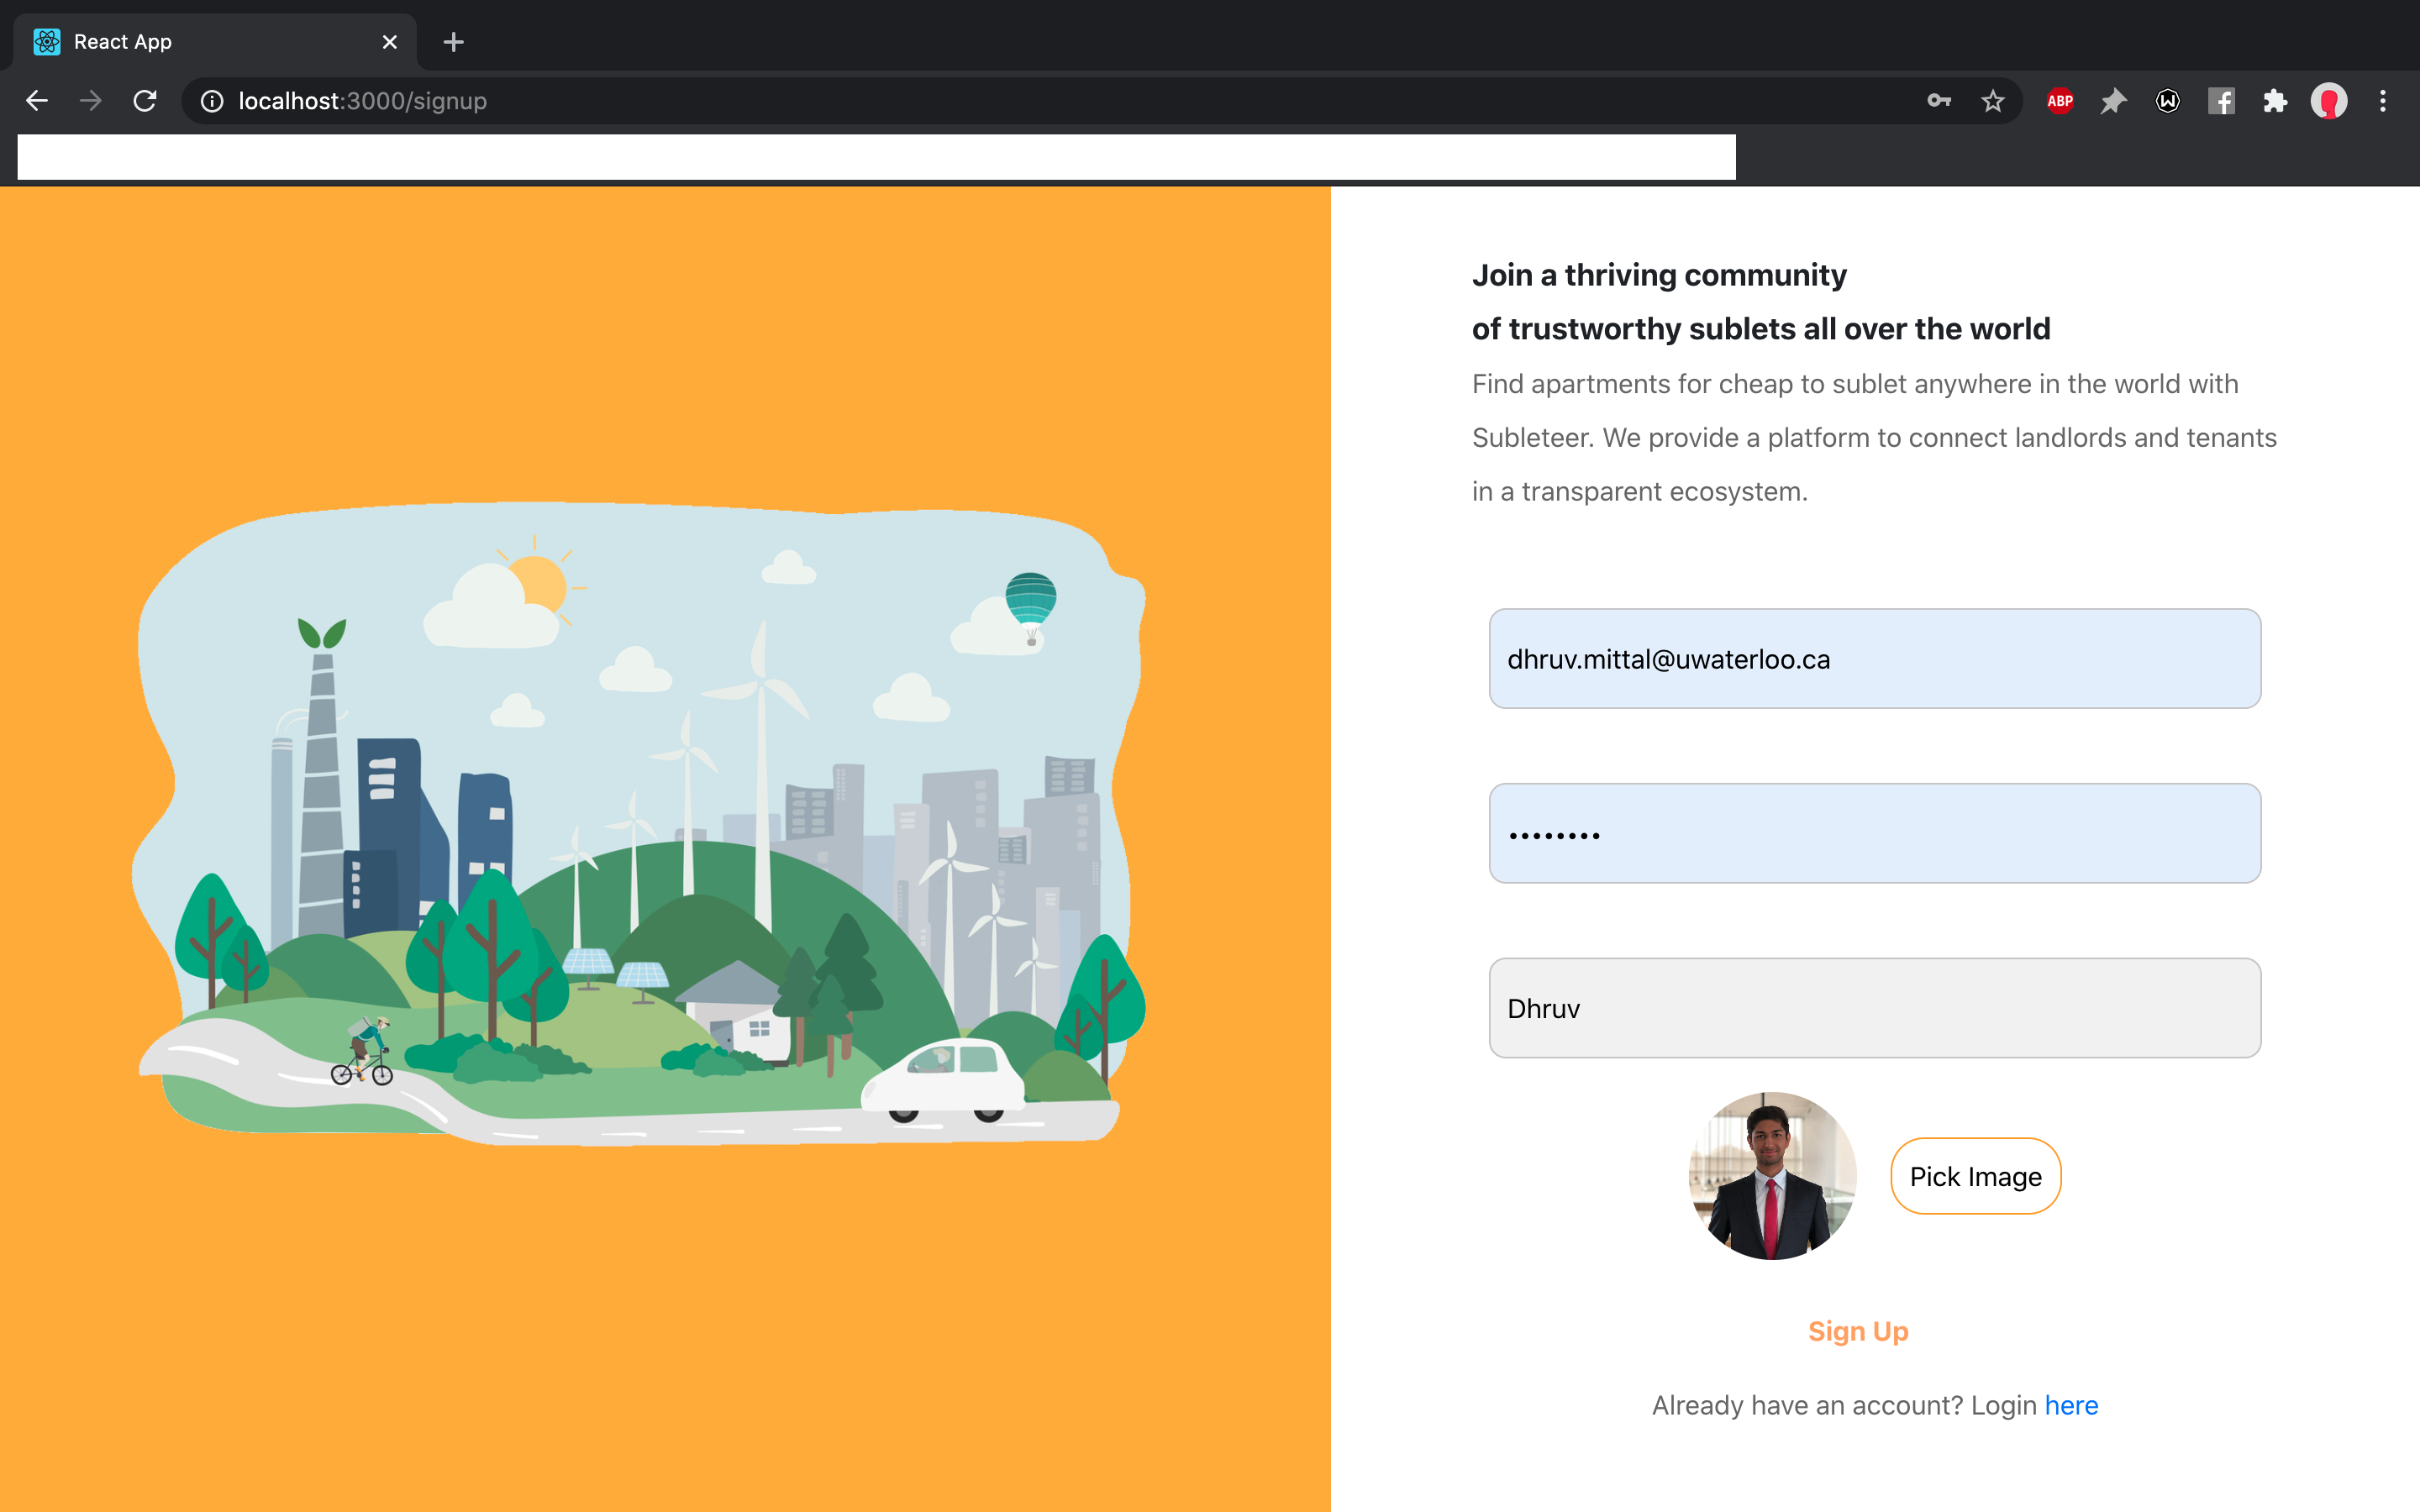 React App
localhost:3000/signup
ABP
Join a thriving community
of trustworthy sublets all over the world
Find apartments for cheap to sublet anywhere in the world with
Subleteer. We provide a platform to connect landlords and tenants
in a transparent ecosystem.
dhruv.mittal@uwaterloo.ca
••••••••
Dhruv
Pick Image
Sign Up
Already have an account? Login here